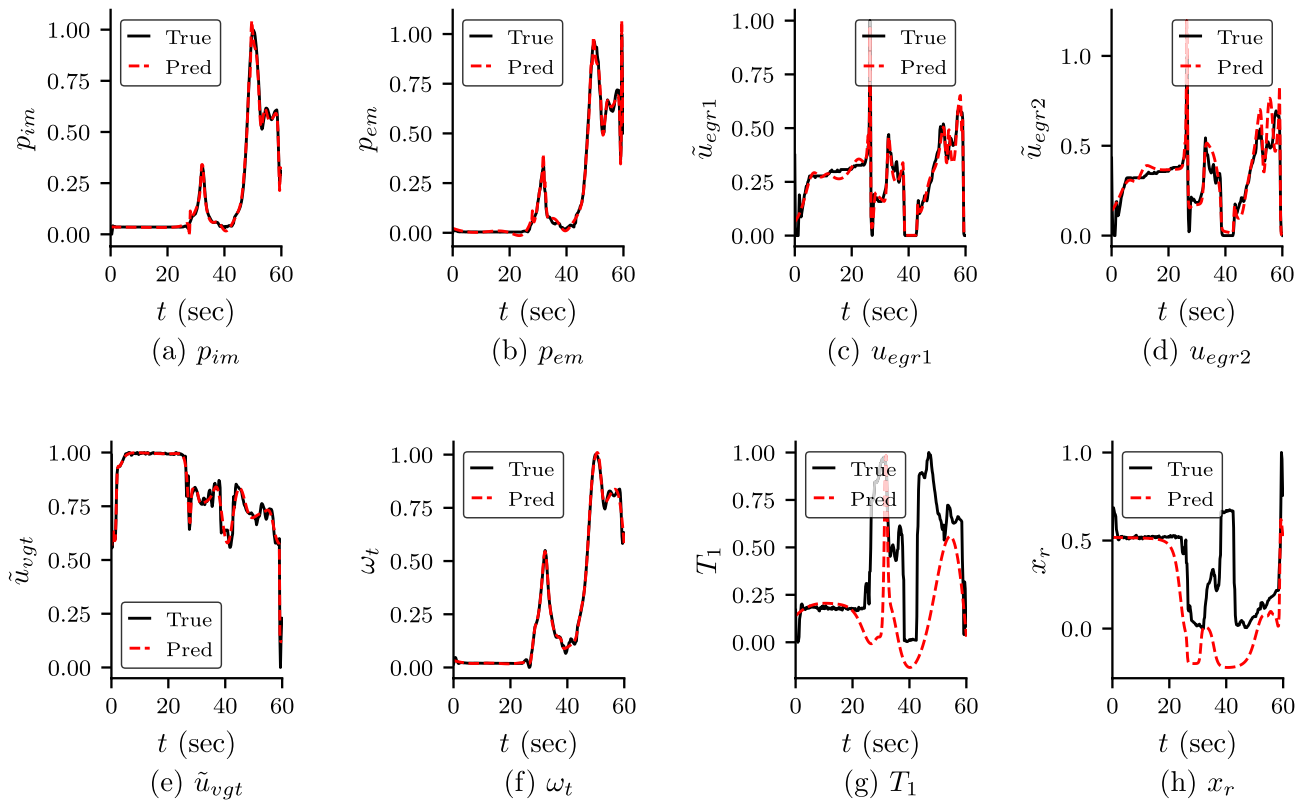 True
Pred
1.00
0.75
0.50
0.25
0.00
p_{im}
0 20 40 60
t (sec)
(a) p_{im}
True
Pred
1.00
0.75
0.50
0.25
0.00
p_{em}
0 20 40 60
t (sec)
(b) p_{em}
True
Pred
1.00
0.75
0.50
0.25
0.00
ũ_{egr1}
0 20 40 60
t (sec)
(c) u_{egr1}
True
Pred
1.0
0.5
0.0
ũ_{egr2}
0 20 40 60
t (sec)
(d) u_{egr2}
1.00
0.75
0.50
0.25
0.00
ũ_{vgt}
True
Pred
0 20 40 60
t (sec)
(e) ũ_{vgt}
True
Pred
1.00
0.75
0.50
0.25
0.00
ω_t
0 20 40 60
t (sec)
(f) ω_t
True
Pred
1.00
0.75
0.50
0.25
0.00
T_1
0 20 40 60
t (sec)
(g) T_1
True
Pred
1.0
0.5
0.0
x_r
0 20 40 60
t (sec)
(h) x_r